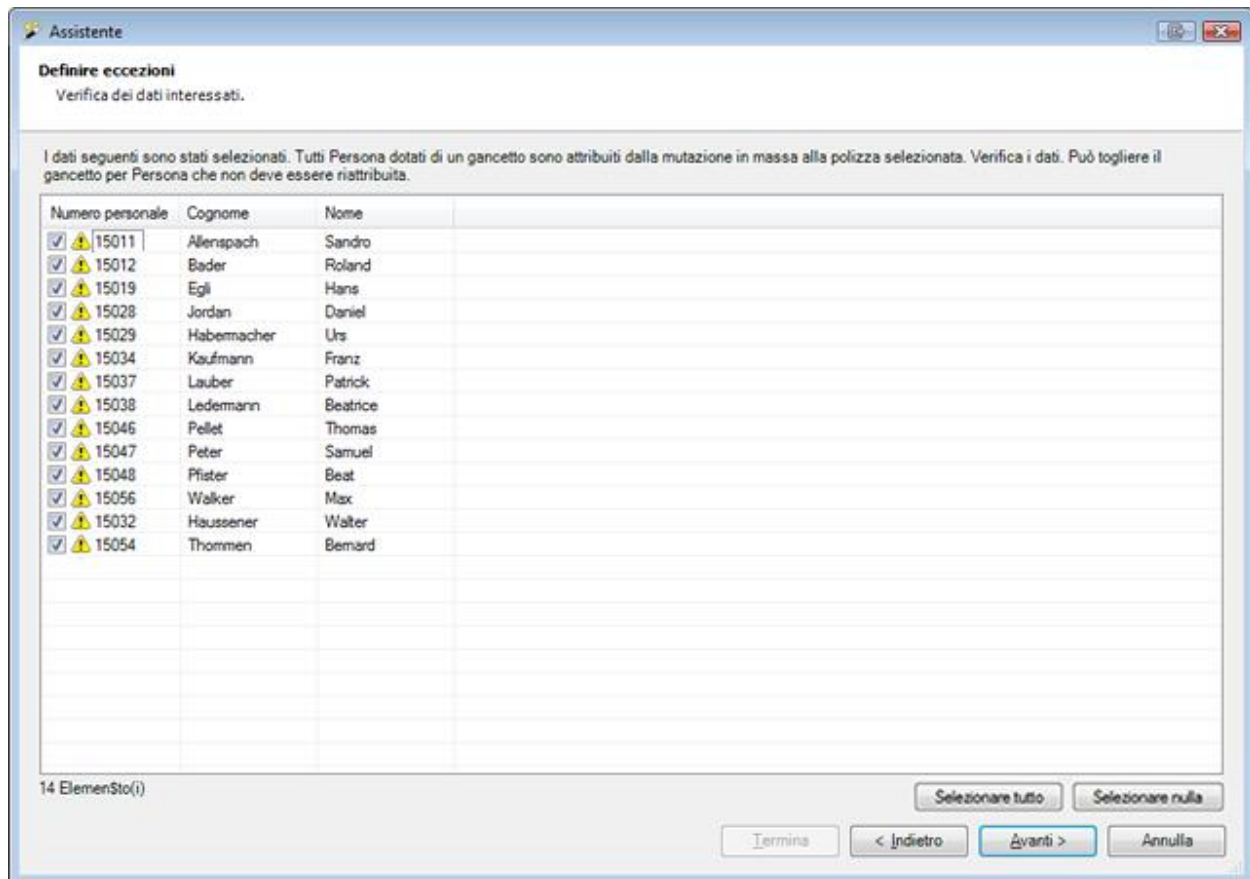 Assistente
Definire eccezioni
Verifica dei dati interessati.
I dati seguenti sono stati selezionati. Tutti Persona dotati di un gancetto sono attribuiti dalla mutazione in massa alla polizza selezionata. Verifica i dati. Può togliere il
gancetto per Persona che non deve essere riattribuita.
Numero personale Cognome Nome
15011 Allenspach Sandro
15012 Bader Roland
15019 Egli Hans
15028 Jordan Daniel
15029 Habermacher Urs
15034 Kaufmann Franz
15037 Lauber Patrick
15038 Ledermann Beatrice
15046 Pellet Thomas
15047 Peter Samuel
15048 Pfister Beat
15056 Walker Max
15032 Haussener Walter
15054 Thommen Bernard
14 Elemen$to(i)
Selezionare tutto Selezionare nulla
Termina < Indietro Avanti > Annulla